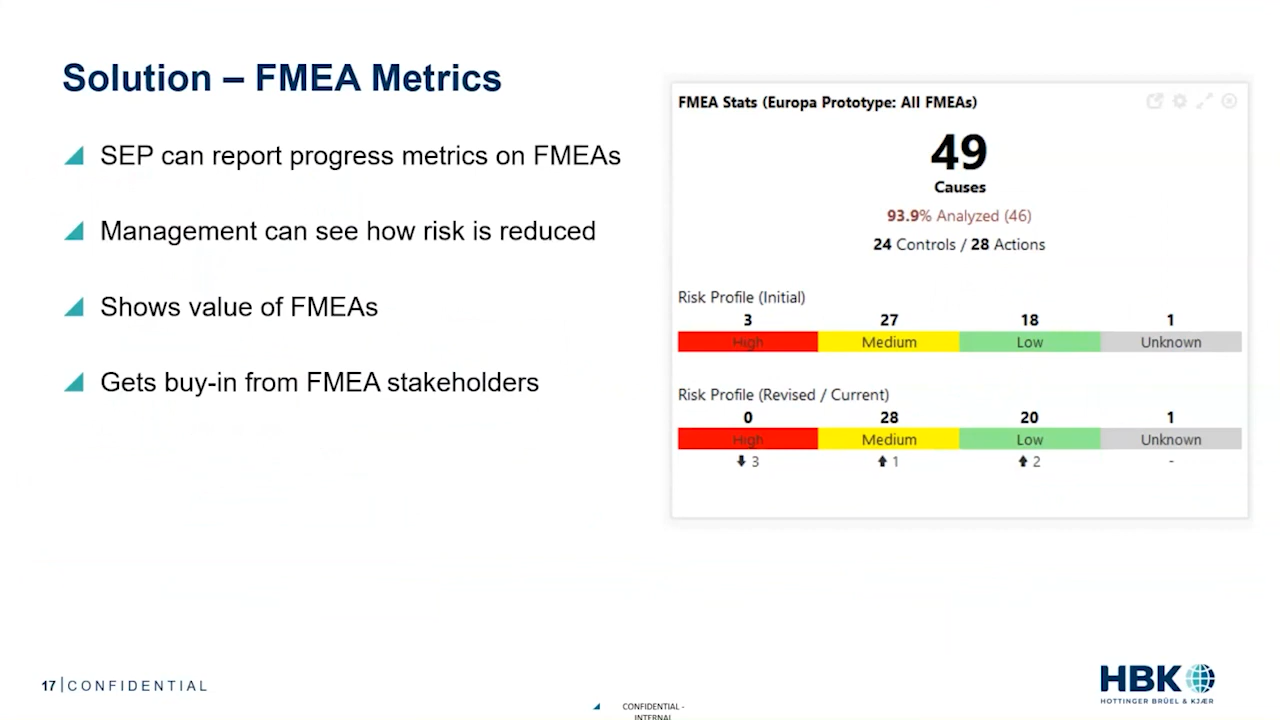 Solution – FMEA Metrics
SEP can report progress metrics on FMEAs
Management can see how risk is reduced
Shows value of FMEAs
Gets buy-in from FMEA stakeholders
FMEA Stats (Europa Prototype: All FMEAs)
49
Causes
93.9% Analyzed (46)
24 Controls / 28 Actions
Risk Profile (Initial)
3 27 18 1
High Medium Low Unknown
Risk Profile (Revised / Current)
0 28 20 1
High Medium Low Unknown
🡇 3 🡅 1 🡅 2 -
17 | CONFIDENTIAL
CONFIDENTIAL -
INTERNAL
HBK
HOTTINGER BRÜEL & KJÆR